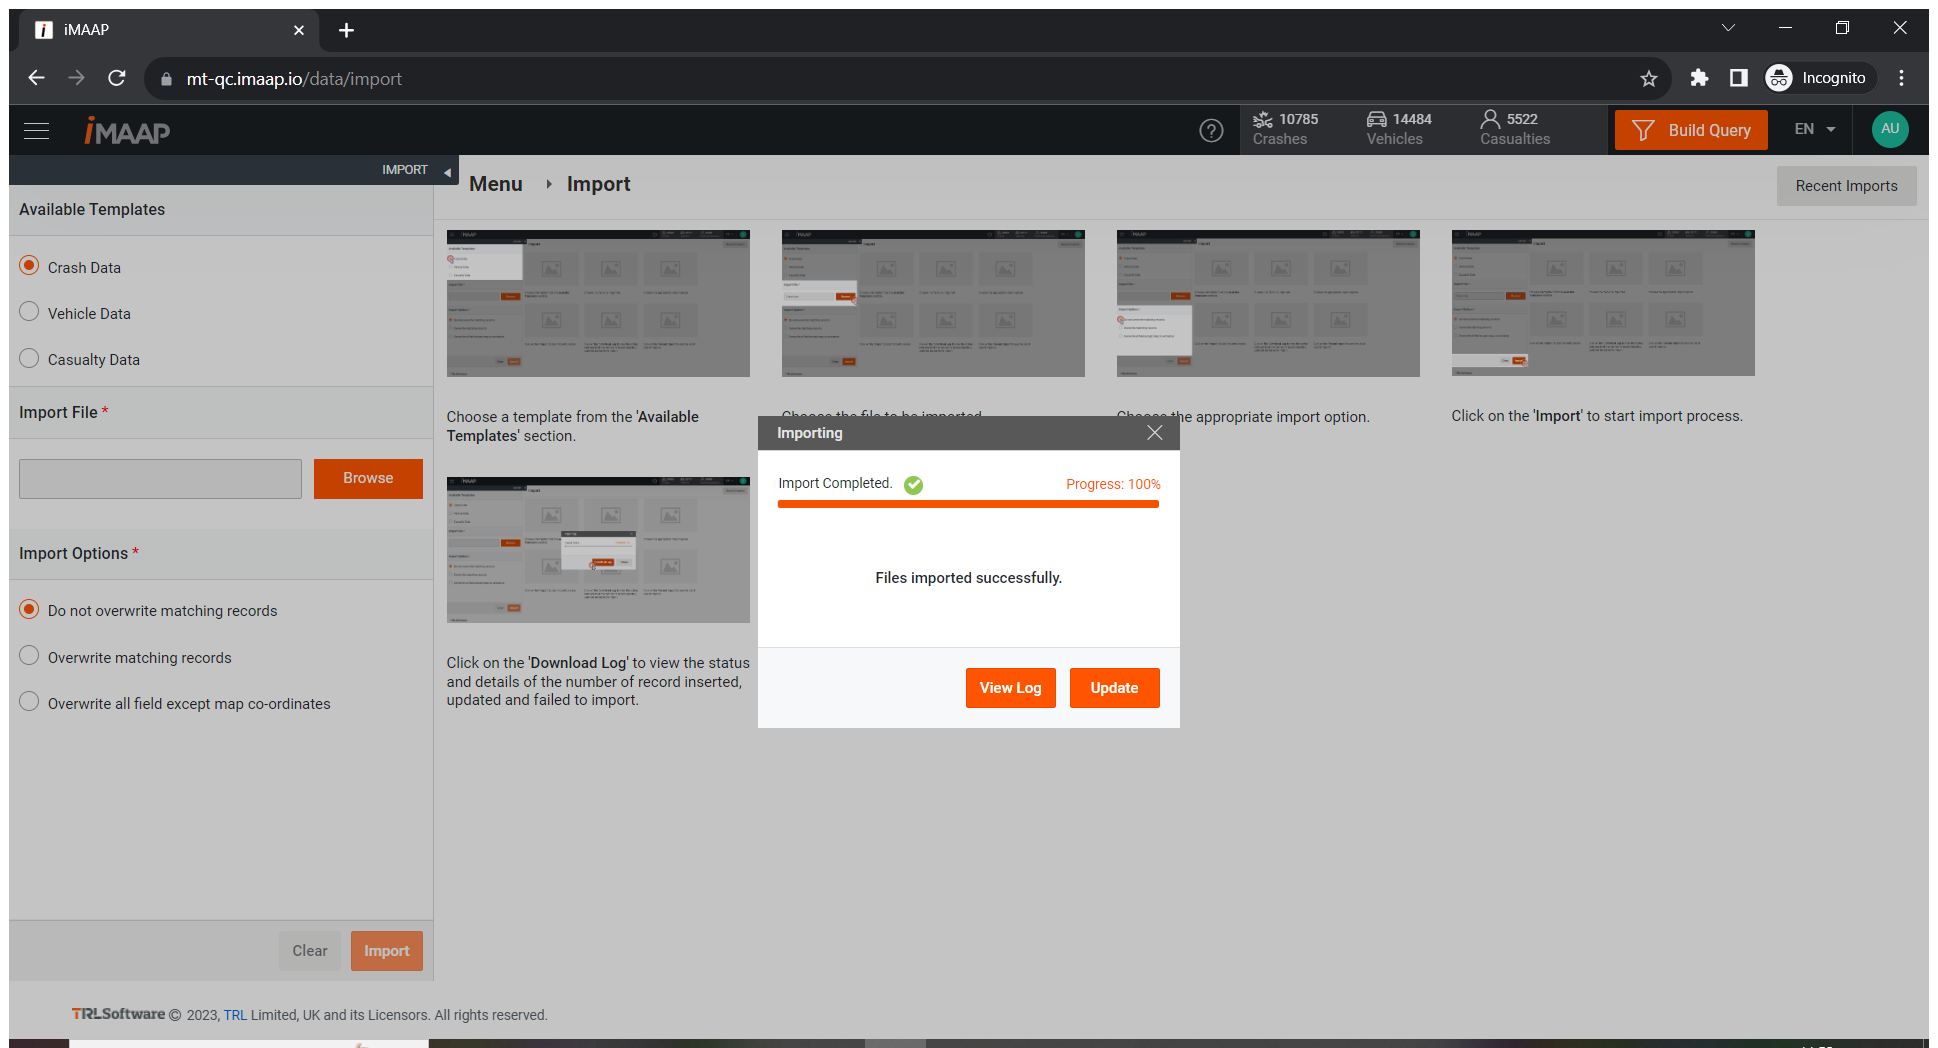 iMAAP
mt-qc.imaap.io/data/import
Incognito
iMAAP
10785
Crashes
14484
Vehicles
5522
Casualties
Build Query
EN
AU
IMPORT
Menu
Import
Recent Imports
Available Templates
Crash Data
Vehicle Data
Casualty Data
Import File *
Browse
Import Options *
Do not overwrite matching records
Overwrite matching records
Overwrite all field except map co-ordinates
Clear
Import
Choose a template from the 'Available
Templates' section.
Choose the file to be imported
Choose the appropriate import option.
Click on the 'Import' to start import process.
Click on the 'Download Log' to view the status
and details of the number of record inserted,
updated and failed to import.
Importing
Import Completed.
Progress: 100%
Files imported successfully.
View Log
Update
TRLSoftware © 2023, TRL Limited, UK and its Licensors. All rights reserved.